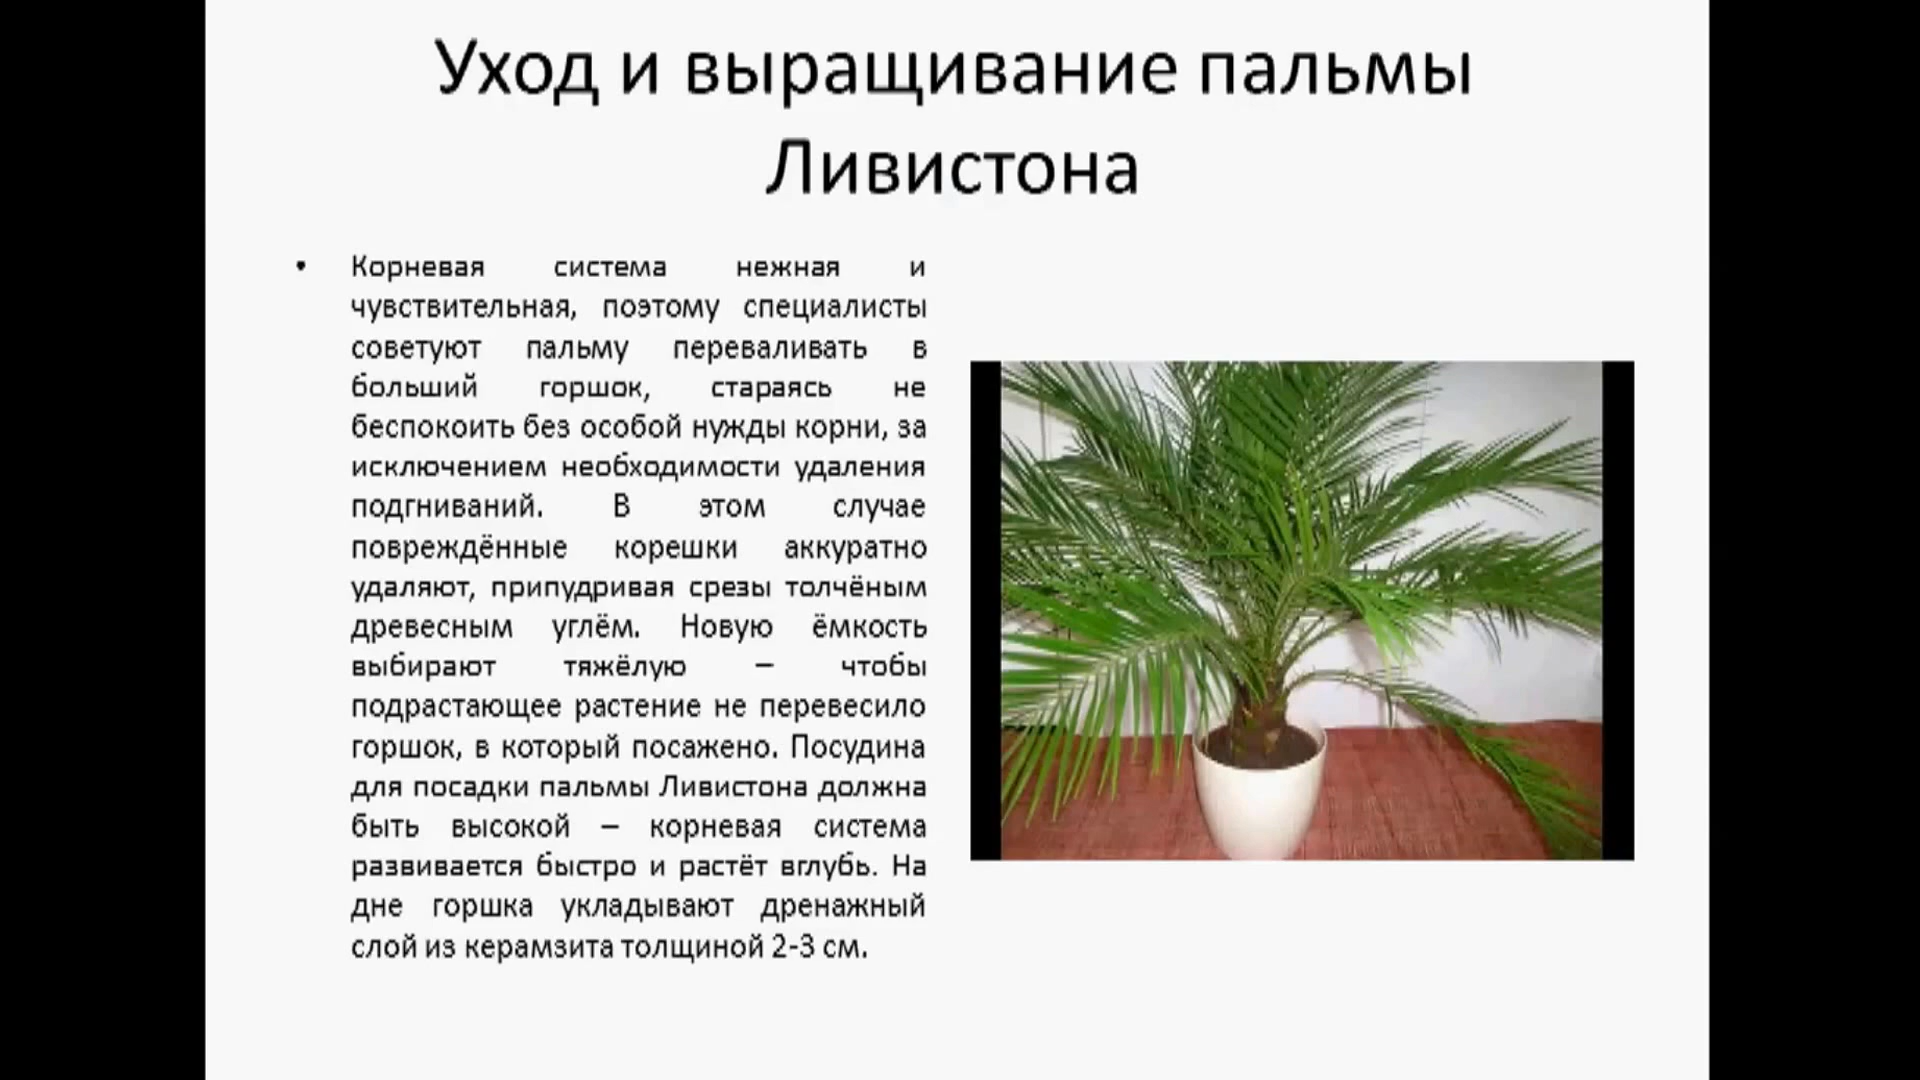 Уход и выращивание пальмы
Ливистона
• Корневая система нежная и
чувствительная, поэтому специалисты
советуют пальму переваливать в
больший горшок, стараясь не
беспокоить без особой нужды корни, за
исключением необходимости удаления
подгниваний. В этом случае
повреждённые корешки аккуратно
удаляют, припудривая срезы толчёным
древесным углём. Новую ёмкость
выбирают тяжёлую – чтобы
подрастающее растение не перевесило
горшок, в который посажено. Посудина
для посадки пальмы Ливистона должна
быть высокой – корневая система
развивается быстро и растёт вглубь. На
дне горшка укладывают дренажный
слой из керамзита толщиной 2-3 см.